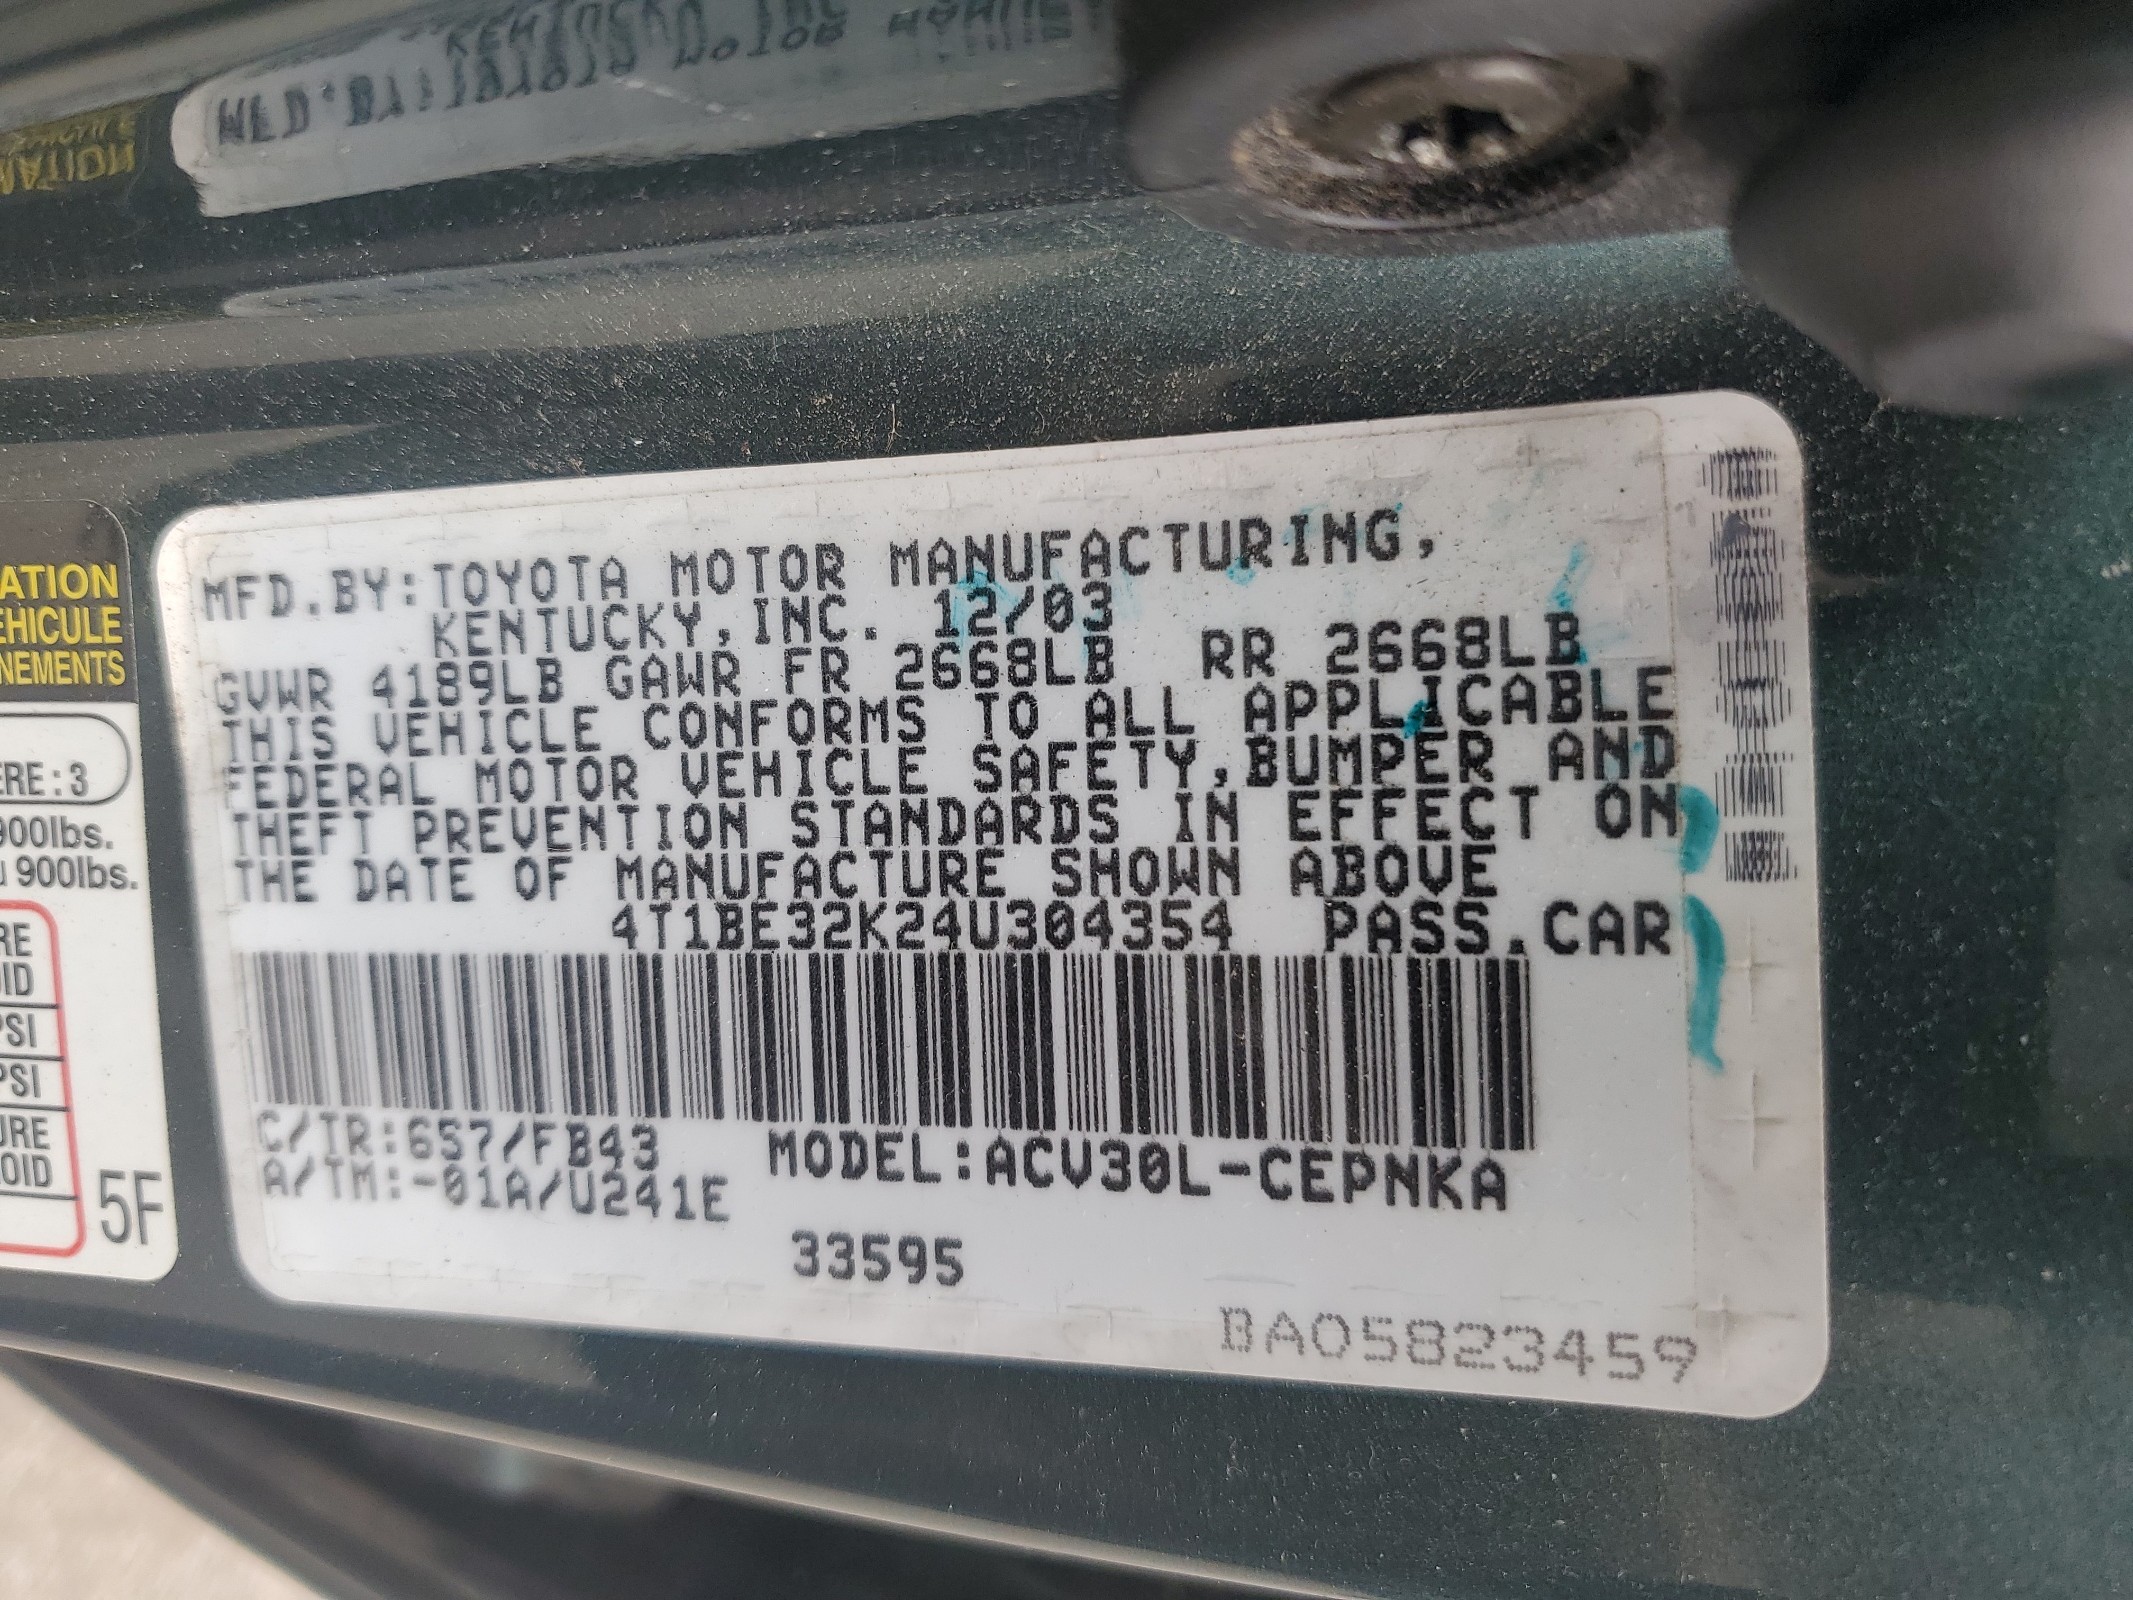 MFD.BY:TOYOTA MOTOR MANUFACTURING,
KENTUCKY,INC. 12/03
GVWR 4189LB GAWR FR 2668LB RR 2668LB
THIS VEHICLE CONFORMS TO ALL APPLICABLE
FEDERAL MOTOR VEHICLE SAFETY,BUMPER AND
THEFT PREVENTION STANDARDS IN EFFECT ON
THE DATE OF MANUFACTURE SHOWN ABOVE
4T1BE32K24U304354 PASS.CAR
C/TR:6S7/FB43 MODEL:ACV30L-CEPNKA
A/TM:-01A/U241E
33595
BA05823459
ATION
EHICULE
NEMENTS
ERE:3
900lbs.
u 900lbs.
RE
ID
PSI
PSI
URE
OID
5F